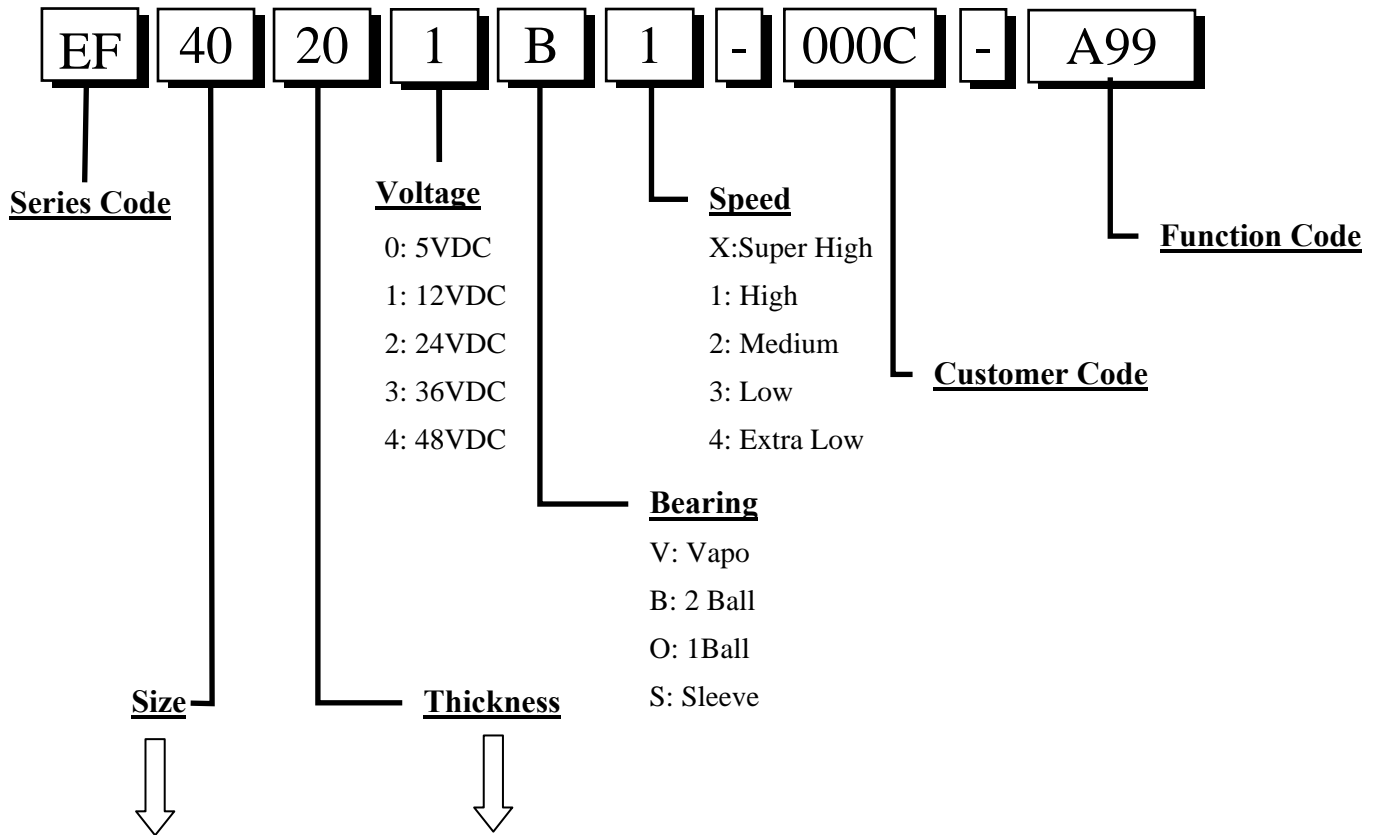 EF 40 20 1 B 1 - 000C - A99
Series Code
Voltage
0: 5VDC
1: 12VDC
2: 24VDC
3: 36VDC
4: 48VDC
Speed
X:Super High
1: High
2: Medium
3: Low
4: Extra Low
Function Code
Customer Code
Bearing
V: Vapo
B: 2 Ball
O: 1Ball
S: Sleeve
Size
Thickness